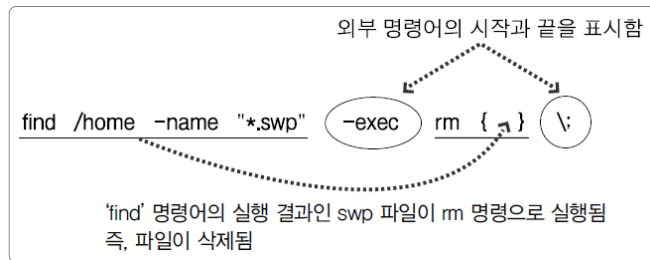 외부 명령어의 시작과 끝을 표시함
find /home -name "*.swp" -exec rm { } \;
'find' 명령어의 실행 결과인 swp 파일이 rm 명령으로 실행됨
즉, 파일이 삭제됨